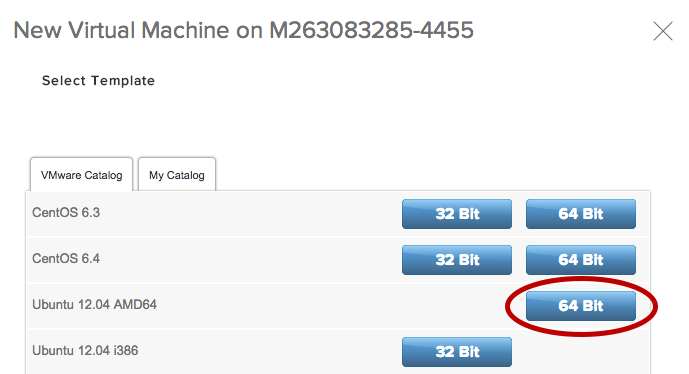 New Virtual Machine on M263083285-4455
Select Template
VMware Catalog My Catalog
CentOS 6.3 32 Bit 64 Bit
CentOS 6.4 32 Bit 64 Bit
Ubuntu 12.04 AMD64 64 Bit
Ubuntu 12.04 i386 32 Bit